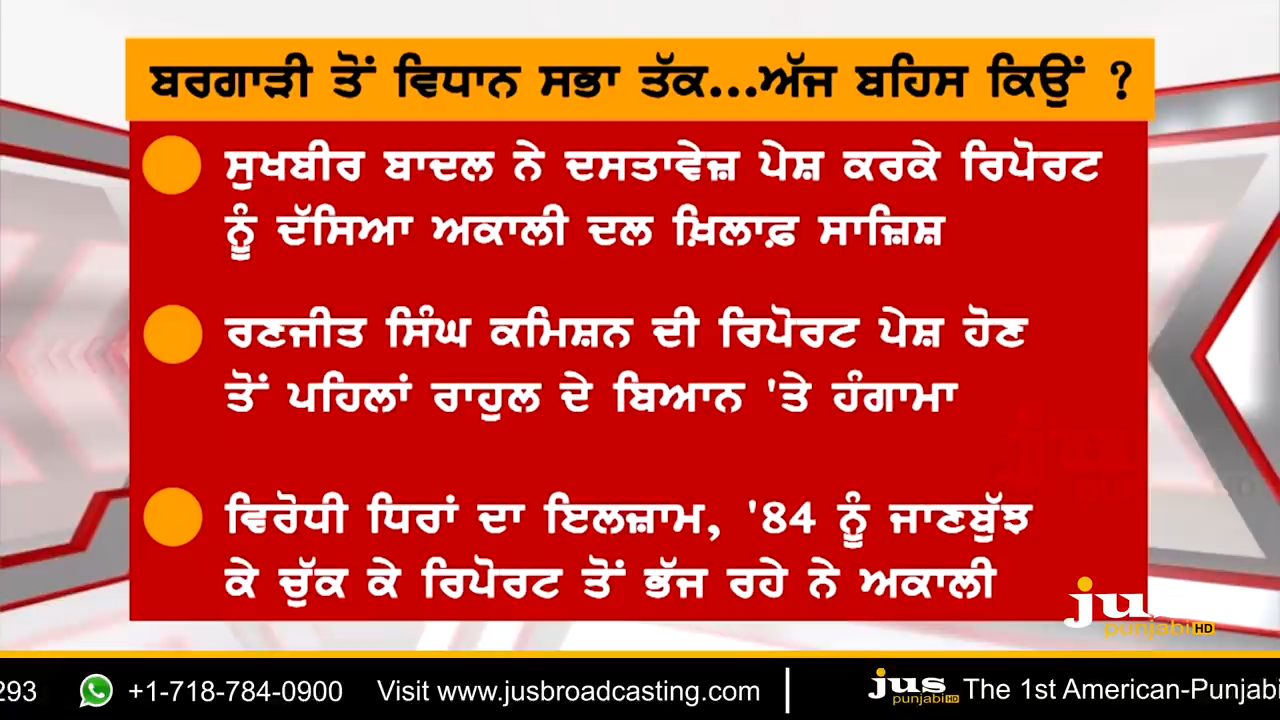 ਬਰਗਾੜੀ ਤੋਂ ਵਿਧਾਨ ਸਭਾ ਤੱਕ...ਅੱਜ ਬਹਿਸ ਕਿਉਂ ?
ਸੁਖਬੀਰ ਬਾਦਲ ਨੇ ਦਸਤਾਵੇਜ਼ ਪੇਸ਼ ਕਰਕੇ ਰਿਪੋਰਟ
ਨੂੰ ਦੱਸਿਆ ਅਕਾਲੀ ਦਲ ਖ਼ਿਲਾਫ਼ ਸਾਜ਼ਿਸ਼
ਰਣਜੀਤ ਸਿੰਘ ਕਮਿਸ਼ਨ ਦੀ ਰਿਪੋਰਟ ਪੇਸ਼ ਹੋਣ
ਤੋਂ ਪਹਿਲਾਂ ਰਾਹੁਲ ਦੇ ਬਿਆਨ 'ਤੇ ਹੰਗਾਮਾ
ਵਿਰੋਧੀ ਧਿਰਾਂ ਦਾ ਇਲਜ਼ਾਮ, '84 ਨੂੰ ਜਾਣਬੁੱਝ
ਕੇ ਚੁੱਕ ਕੇ ਰਿਪੋਰਟ ਤੋਂ ਭੱਜ ਰਹੇ ਨੇ ਅਕਾਲੀ
jus
punjabi HD
293 +1-718-784-0900 Visit www.jusbroadcasting.com jus punjabi HD The 1st American-Punjabi